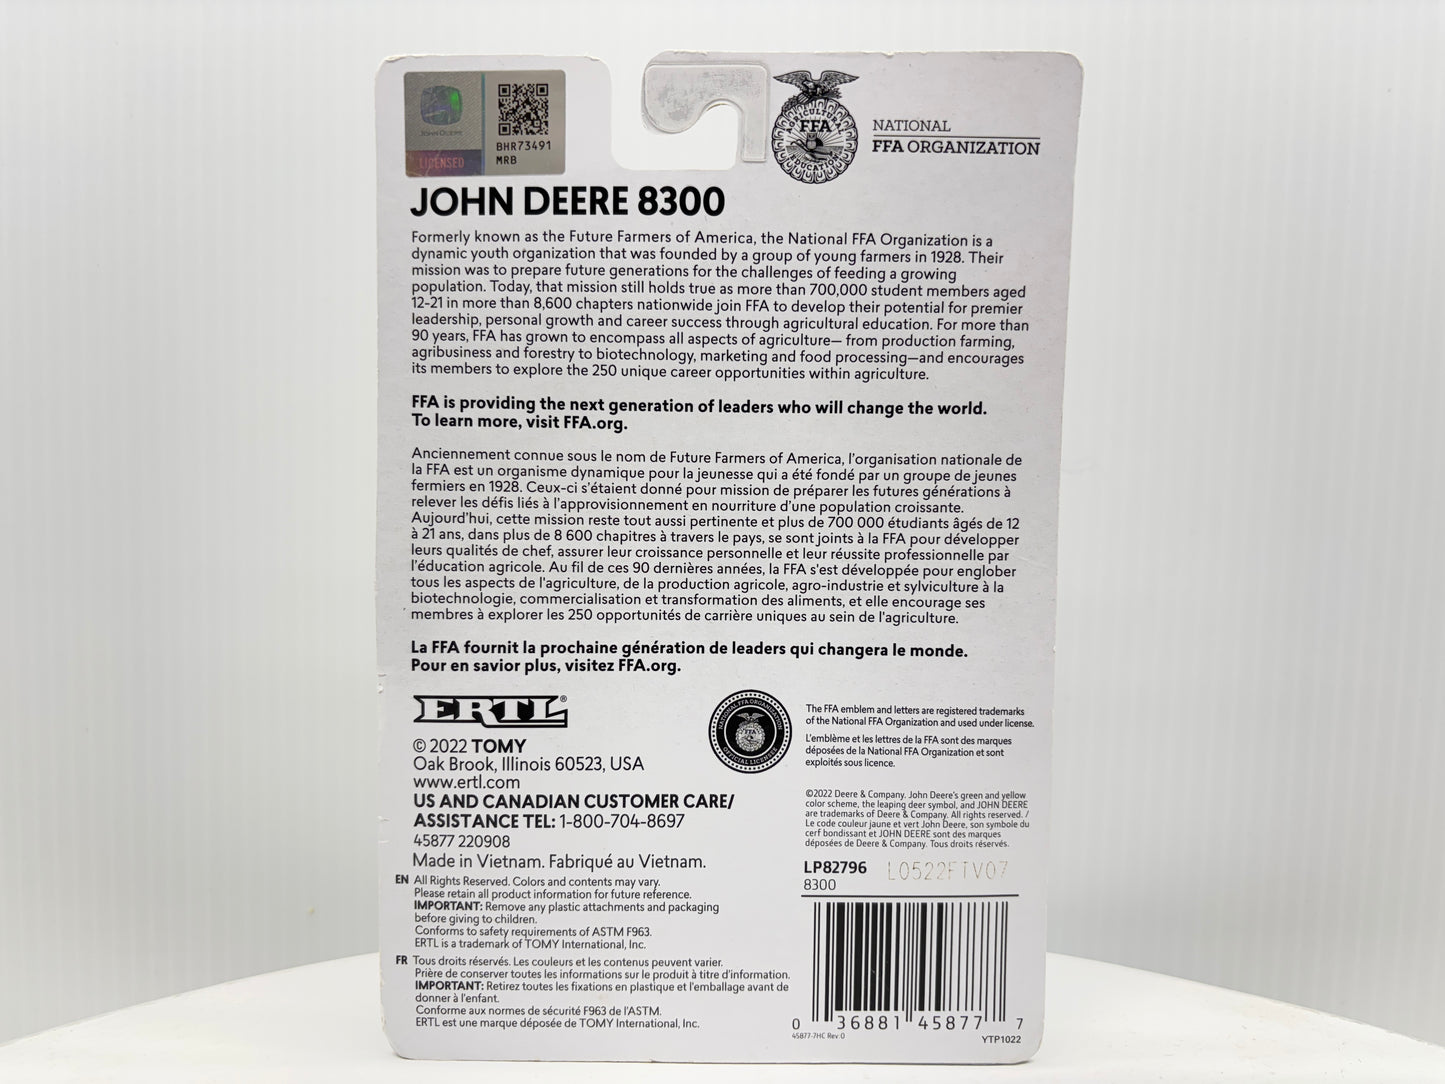 JOHN DEERE
LICENSED
BHR73491
MRB
AGRICULTURAL
FFA
EDUCATION
NATIONAL
FFA ORGANIZATION
JOHN DEERE 8300
Formerly known as the Future Farmers of America, the National FFA Organization is a
dynamic youth organization that was founded by a group of young farmers in 1928. Their
mission was to prepare future generations for the challenges of feeding a growing
population. Today, that mission still holds true as more than 700,000 student members aged
12-21 in more than 8,600 chapters nationwide join FFA to develop their potential for premier
leadership, personal growth and career success through agricultural education. For more than
90 years, FFA has grown to encompass all aspects of agriculture— from production farming,
agribusiness and forestry to biotechnology, marketing and food processing—and encourages
its members to explore the 250 unique career opportunities within agriculture.
FFA is providing the next generation of leaders who will change the world.
To learn more, visit FFA.org.
Anciennement connue sous le nom de Future Farmers of America, l'organisation nationale de
la FFA est un organisme dynamique pour la jeunesse qui a été fondé par un groupe de jeunes
fermiers en 1928. Ceux-ci s'étaient donné pour mission de préparer les futures générations à
relever les défis liés à l'approvisionnement en nourriture d'une population croissante.
Aujourd'hui, cette mission reste tout aussi pertinente et plus de 700 000 étudiants âgés de 12
à 21 ans, dans plus de 8 600 chapitres à travers le pays, se sont joints à la FFA pour développer
leurs qualités de chef, assurer leur croissance personnelle et leur réussite professionnelle par
l'éducation agricole. Au fil de ces 90 dernières années, la FFA s'est développée pour englober
tous les aspects de l'agriculture, de la production agricole, agro-industrie et sylviculture à la
biotechnologie, commercialisation et transformation des aliments, et elle encourage ses
membres à explorer les 250 opportunités de carrière uniques au sein de l'agriculture.
La FFA fournit la prochaine génération de leaders qui changera le monde.
Pour en savior plus, visitez FFA.org.
ERTL®
© 2022 TOMY
Oak Brook, Illinois 60523, USA
www.ertl.com
US AND CANADIAN CUSTOMER CARE/
ASSISTANCE TEL: 1-800-704-8697
45877 220908
Made in Vietnam. Fabriqué au Vietnam.
EN All Rights Reserved. Colors and contents may vary.
Please retain all product information for future reference.
IMPORTANT: Remove any plastic attachments and packaging
before giving to children.
Conforms to safety requirements of ASTM F963.
ERTL is a trademark of TOMY International, Inc.
FR Tous droits réservés. Les couleurs et les contenus peuvent varier.
Prière de conserver toutes les informations sur le produit à titre d'information.
IMPORTANT: Retirez toutes les fixations en plastique et l'emballage avant de
donner à l'enfant.
Conforme aux normes de sécurité F963 de l'ASTM.
ERTL est une marque déposée de TOMY International, Inc.
NATIONAL FFA ORGANIZATION
FFA
OFFICIAL LICENSEE
The FFA emblem and letters are registered trademarks
of the National FFA Organization and used under license.
L'emblème et les lettres de la FFA sont des marques
déposées de la National FFA Organization et sont
exploités sous licence.
©2022 Deere & Company. John Deere's green and yellow
color scheme, the leaping deer symbol, and JOHN DEERE
are trademarks of Deere & Company. All rights reserved. /
Le code couleur jaune et vert John Deere, son symbole du
cerf bondissant et JOHN DEERE sont des marques
déposées de Deere & Company. Tous droits réservés.
LP82796 L0522FTV07
8300
0 36881 45877 7
45877-7HC Rev 0
YTP1022